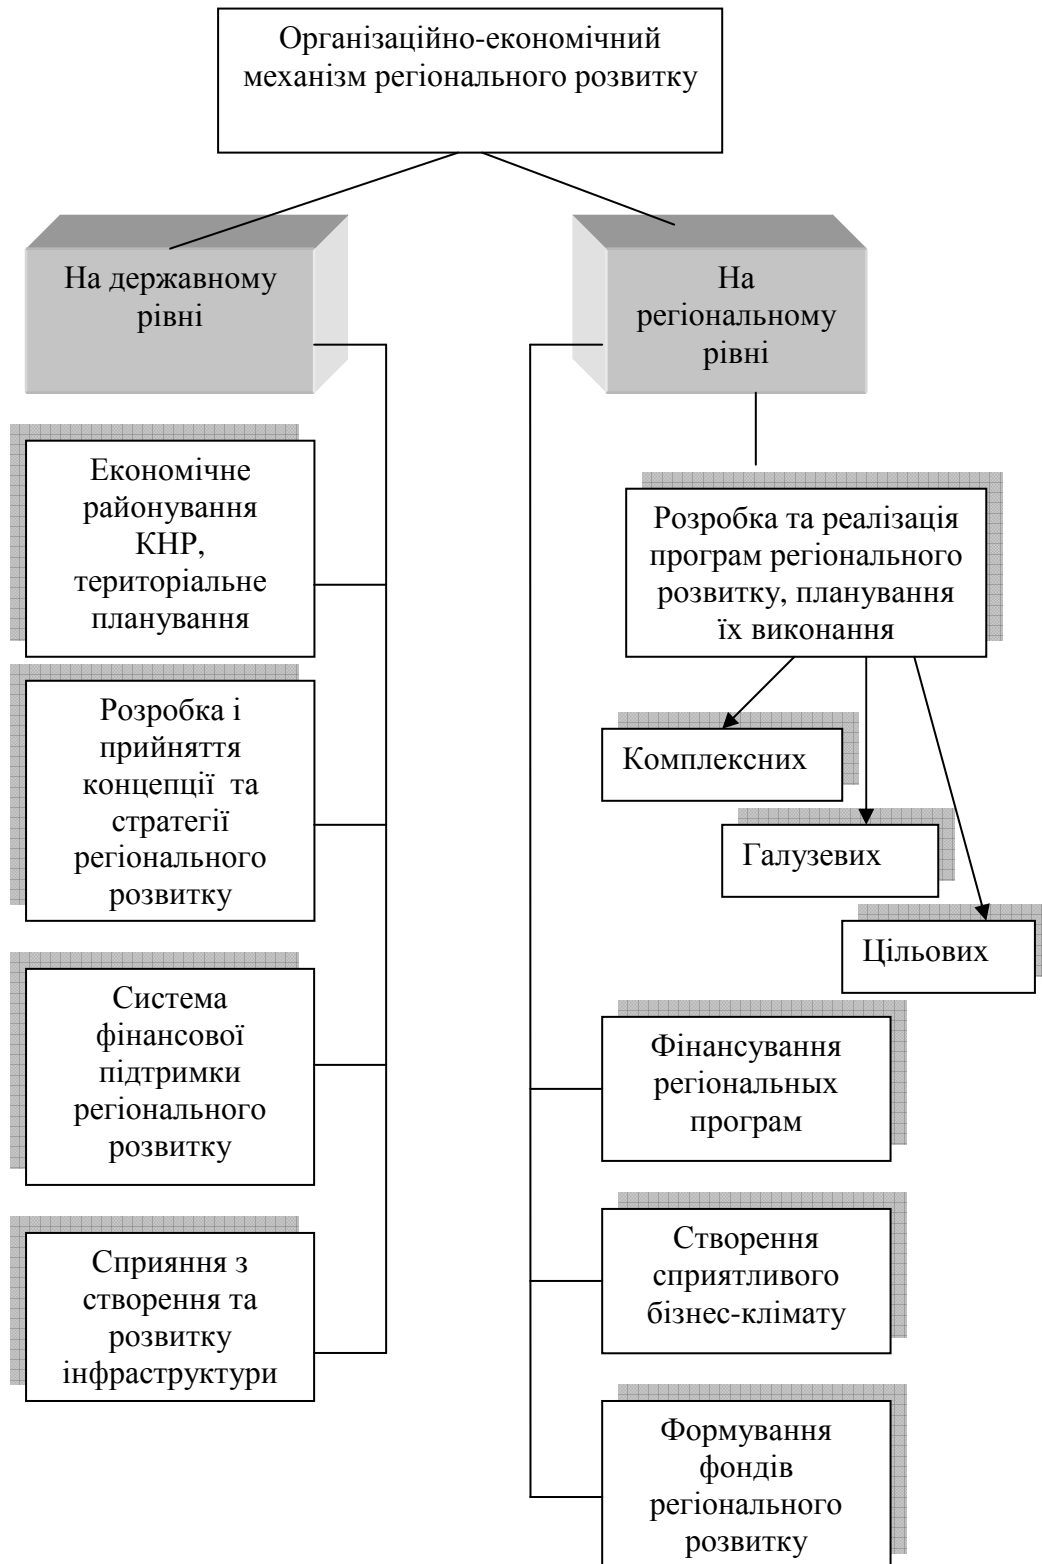 Організаційно-економічний
механізм регіонального розвитку
На державному
рівні
На
регіональному
рівні
Економічне
районування
КНР,
територіальне
планування
Розробка і
прийняття
концепції та
стратегії
регіонального
розвитку
Система
фінансової
підтримки
регіонального
розвитку
Сприяння з
створення та
розвитку
інфраструктури
Розробка та реалізація
програм регіонального
розвитку, планування
їх виконання
Комплексних
Галузевих
Цільових
Фінансування
регіональных
програм
Створення
сприятливого
бізнес-клімату
Формування
фондів
регіонального
розвитку